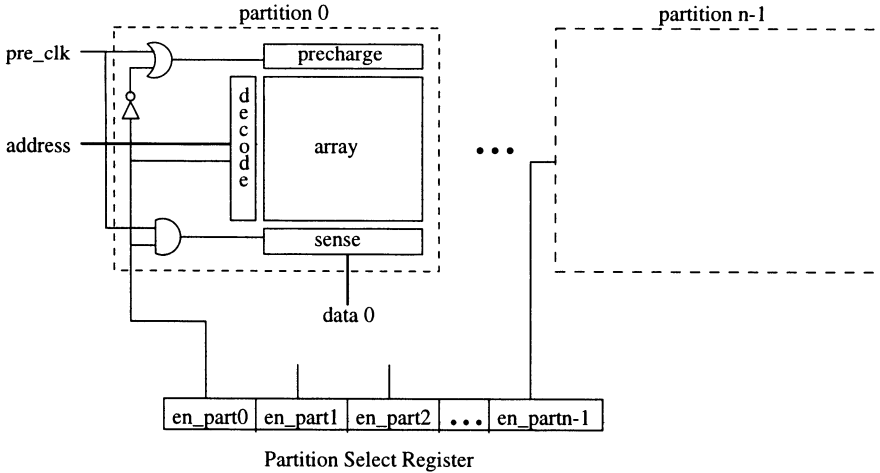 partition 0
partition n-1
pre_clk
precharge
decode
address
array
sense
data 0
en_part0 en_part1 en_part2 ... en_partn-1
Partition Select Register